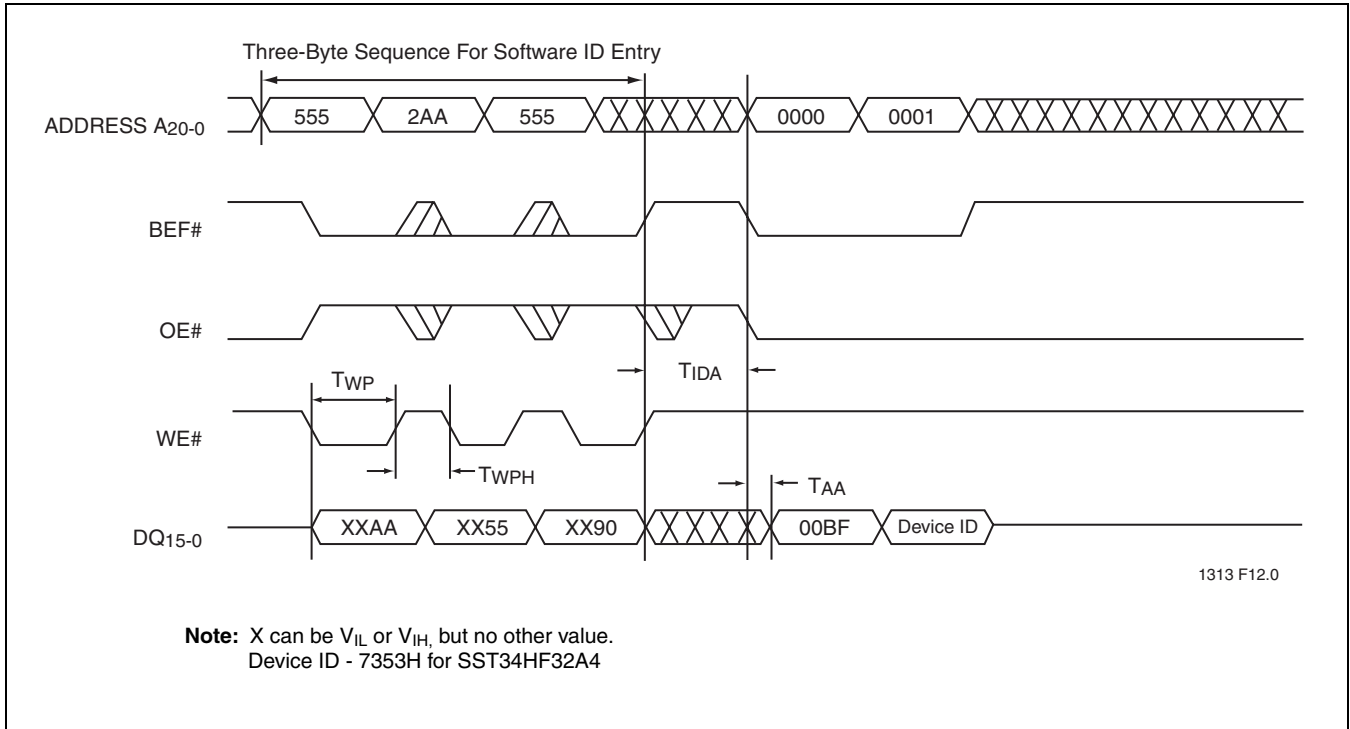 Three-Byte Sequence For Software ID Entry
ADDRESS A20-0
555 2AA 555 0000 0001
BEF#
OE#
TIDA
TWP
WE#
TWPH
TAA
DQ15-0
XXAA XX55 XX90 00BF Device ID
1313 F12.0
Note: X can be VIL or VIH, but no other value.
Device ID - 7353H for SST34HF32A4